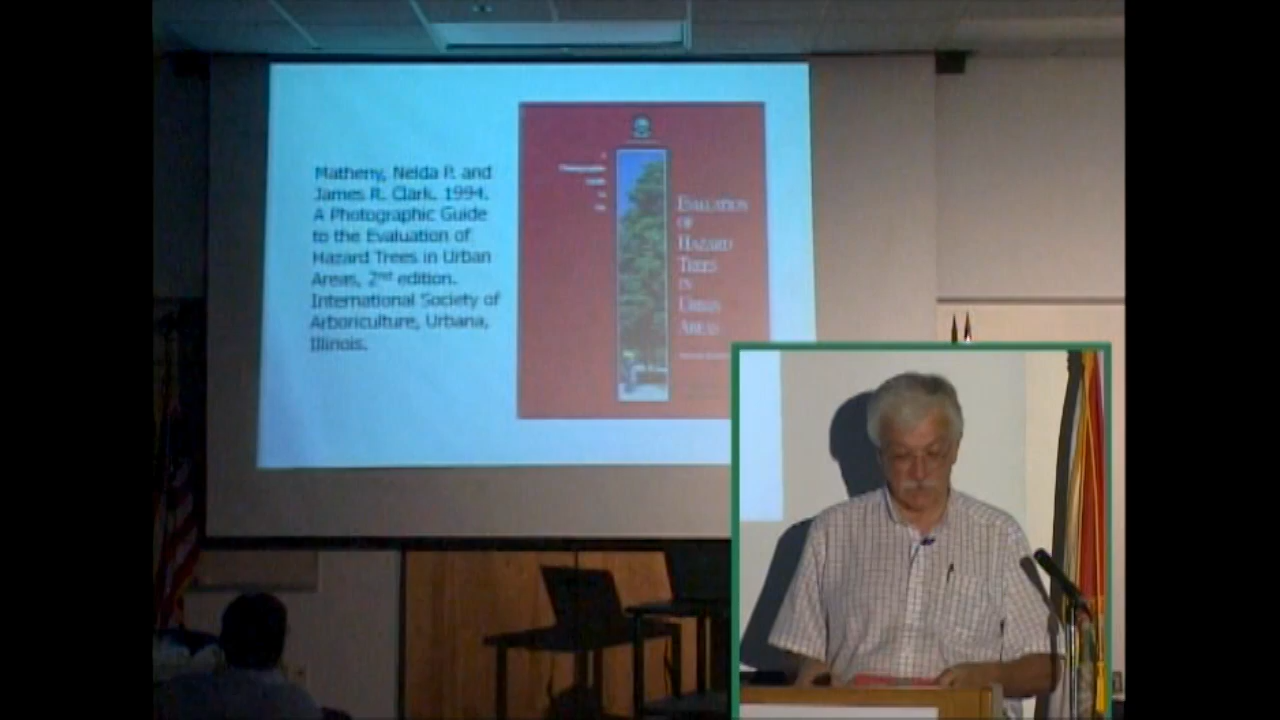 Matheny, Nelda P. and
James R. Clark. 1994.
A Photographic Guide
to the Evaluation of
Hazard Trees in Urban
Areas, 2nd edition.
International Society of
Arboriculture, Urbana,
Illinois.
EVALUATION
OF
HAZARD
TREES
IN
URBAN
AREAS